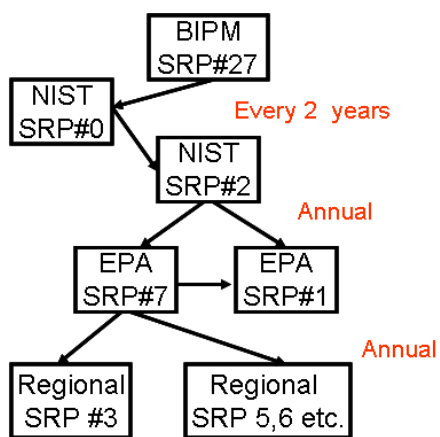 BIPM
SRP#27
NIST
SRP#0
Every 2 years
NIST
SRP#2
Annual
EPA
SRP#7
EPA
SRP#1
Annual
Regional
SRP #3
Regional
SRP 5,6 etc.